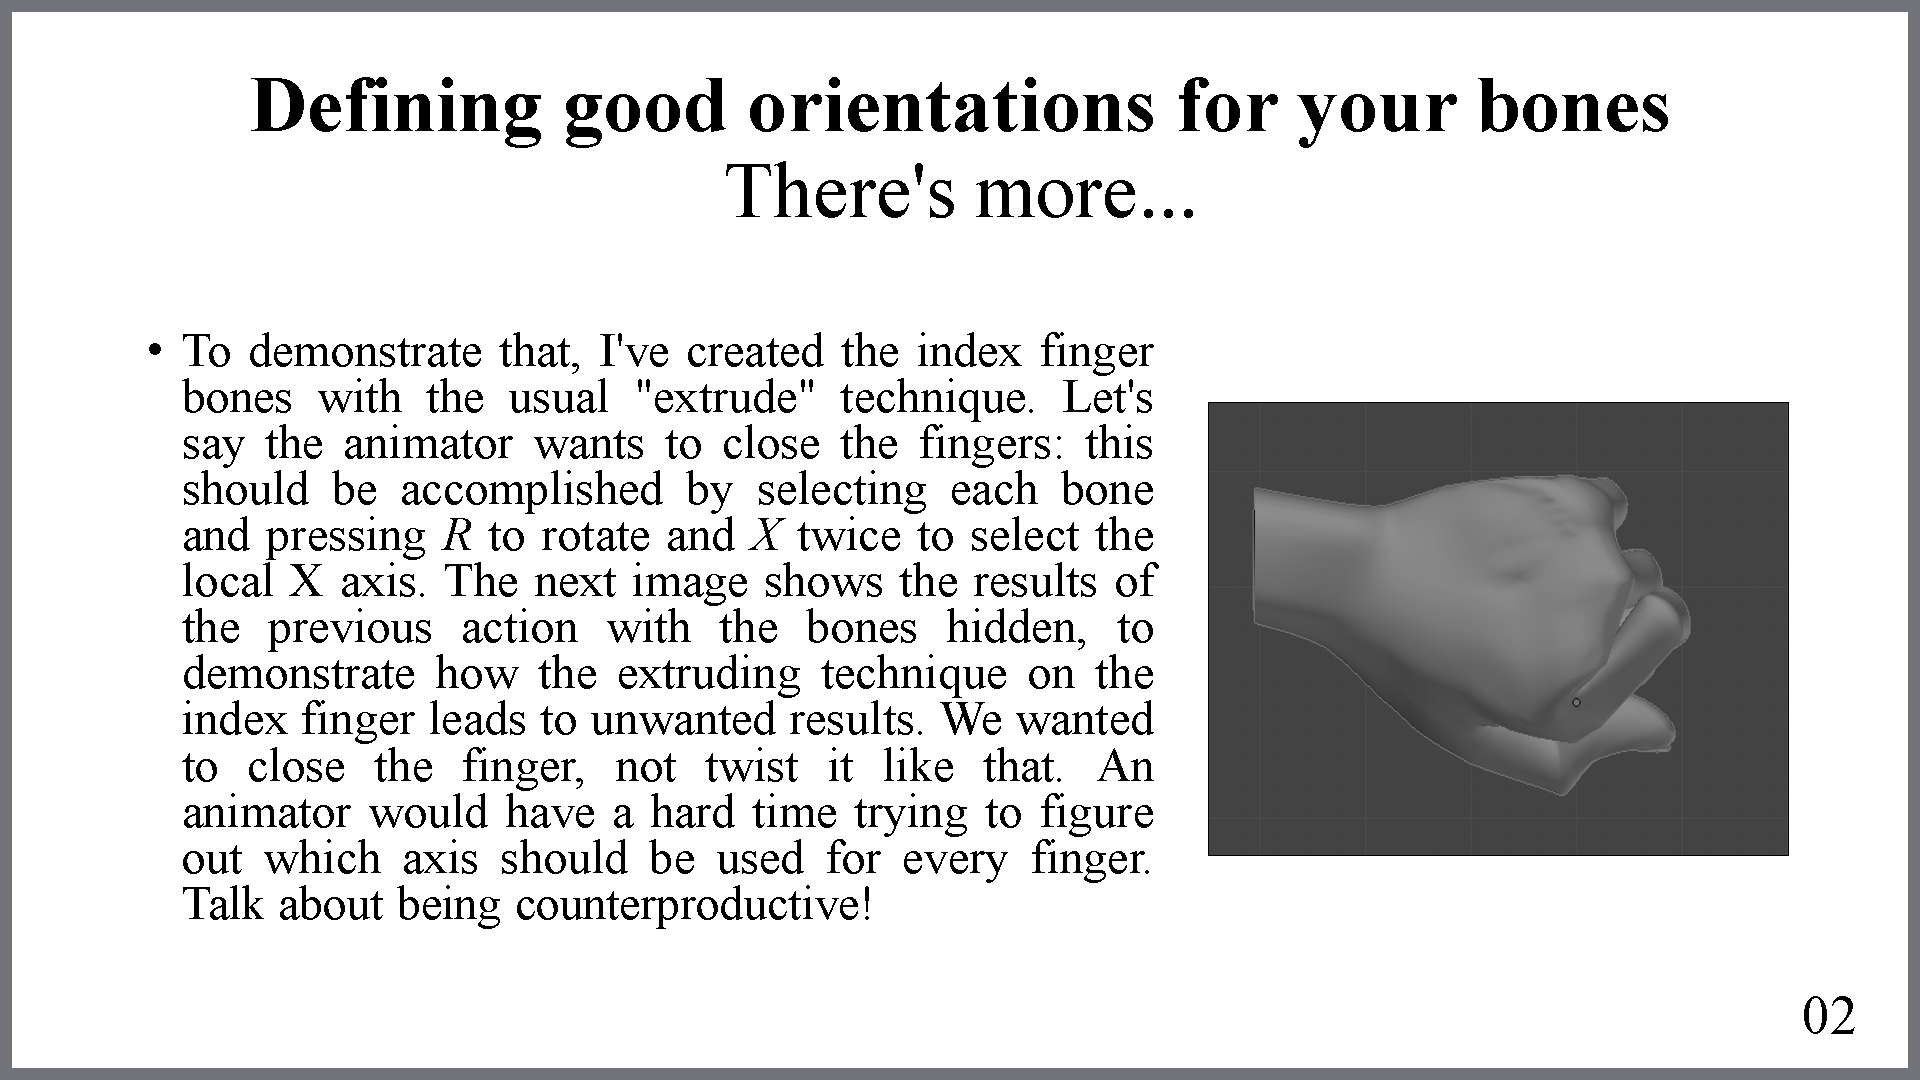 Defining good orientations for your bones
There's more...
• To demonstrate that, I've created the index finger
bones with the usual "extrude" technique. Let's
say the animator wants to close the fingers: this
should be accomplished by selecting each bone
and pressing R to rotate and X twice to select the
local X axis. The next image shows the results of
the previous action with the bones hidden, to
demonstrate how the extruding technique on the
index finger leads to unwanted results. We wanted
to close the finger, not twist it like that. An
animator would have a hard time trying to figure
out which axis should be used for every finger.
Talk about being counterproductive!
02